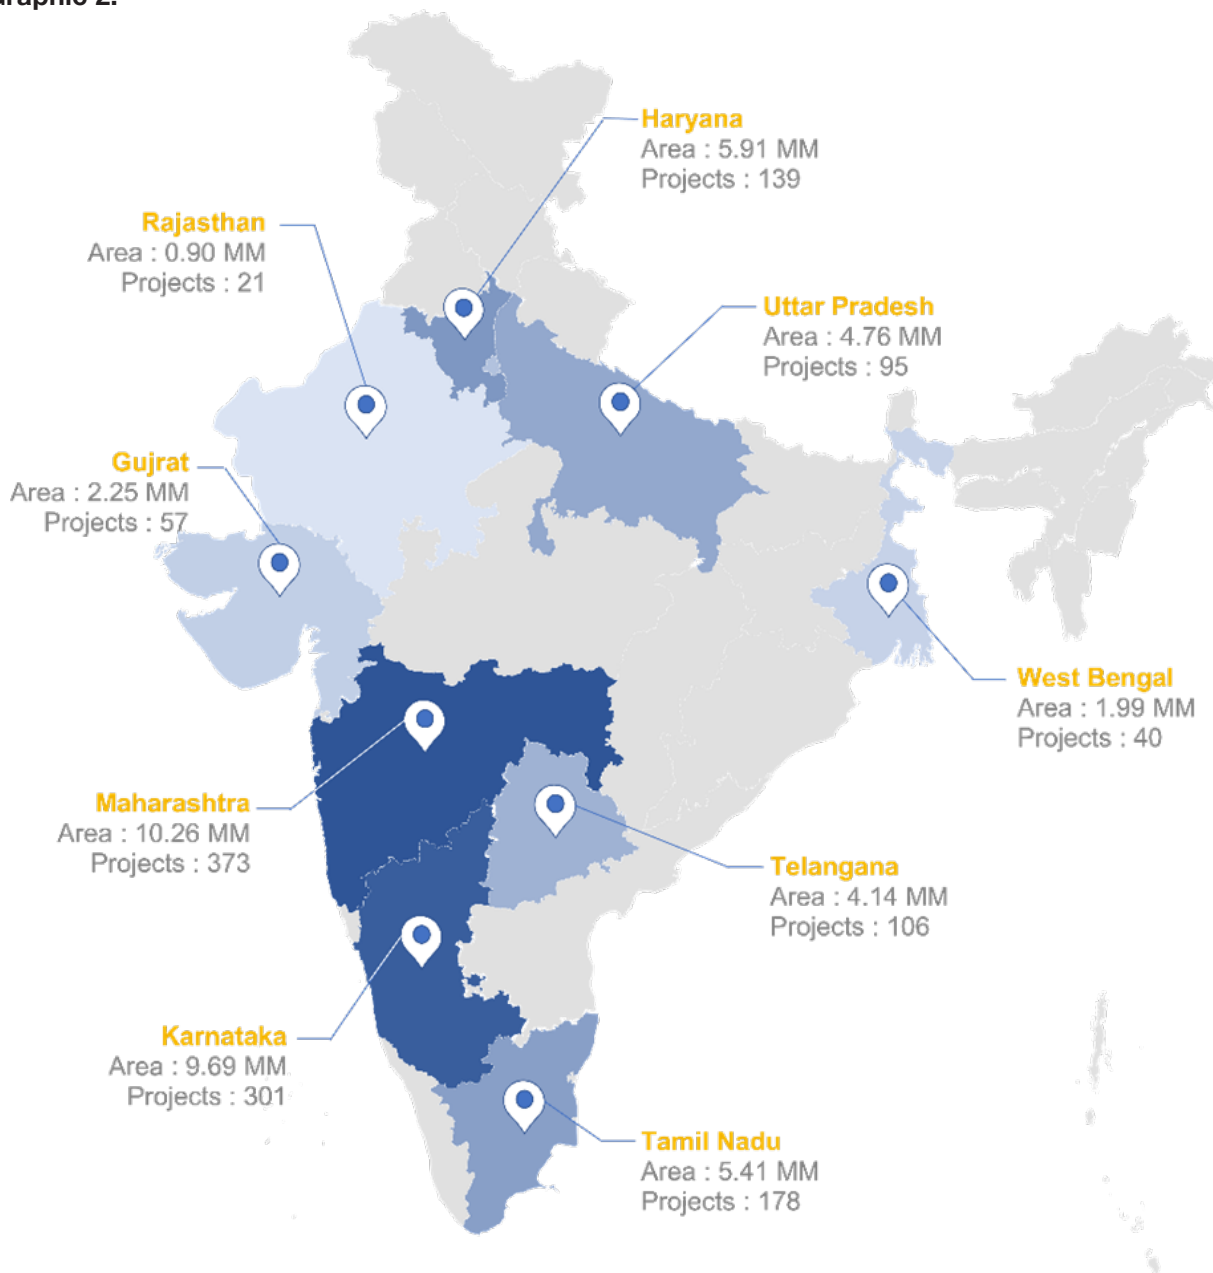 Graphic 2.
Haryana
Area : 5.91 MM
Projects : 139
Rajasthan
Area : 0.90 MM
Projects : 21
Uttar Pradesh
Area : 4.76 MM
Projects : 95
Gujrat
Area : 2.25 MM
Projects : 57
West Bengal
Area : 1.99 MM
Projects : 40
Maharashtra
Area : 10.26 MM
Projects : 373
Telangana
Area : 4.14 MM
Projects : 106
Karnataka
Area : 9.69 MM
Projects : 301
Tamil Nadu
Area : 5.41 MM
Projects : 178